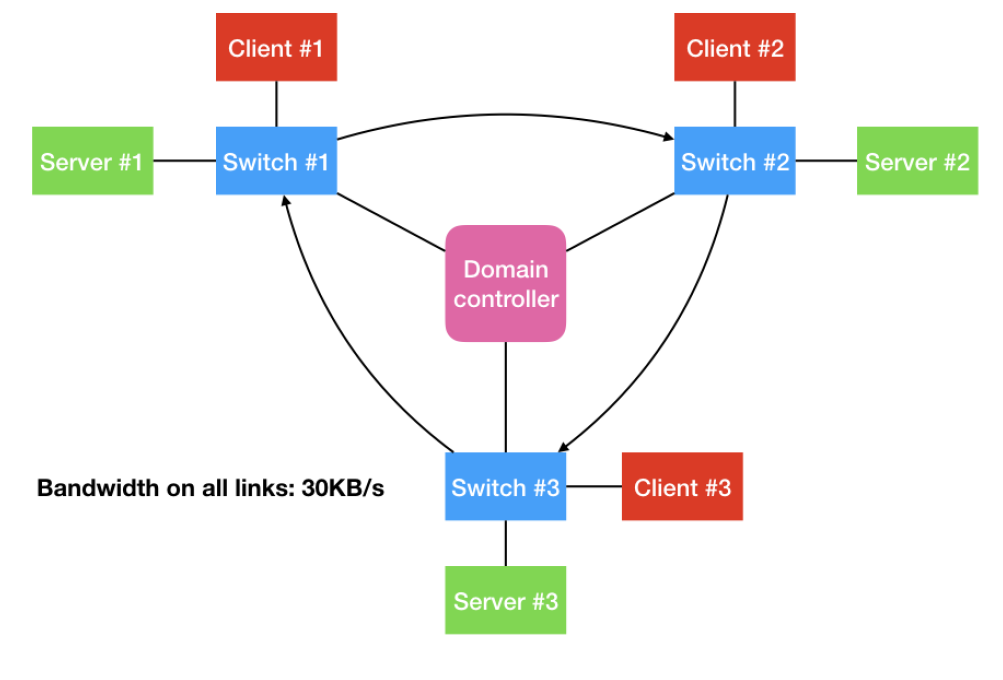 Client #1
Client #2
Server #1
Switch #1
Switch #2
Server #2
Domain
controller
Bandwidth on all links: 30KB/s
Switch #3
Client #3
Server #3